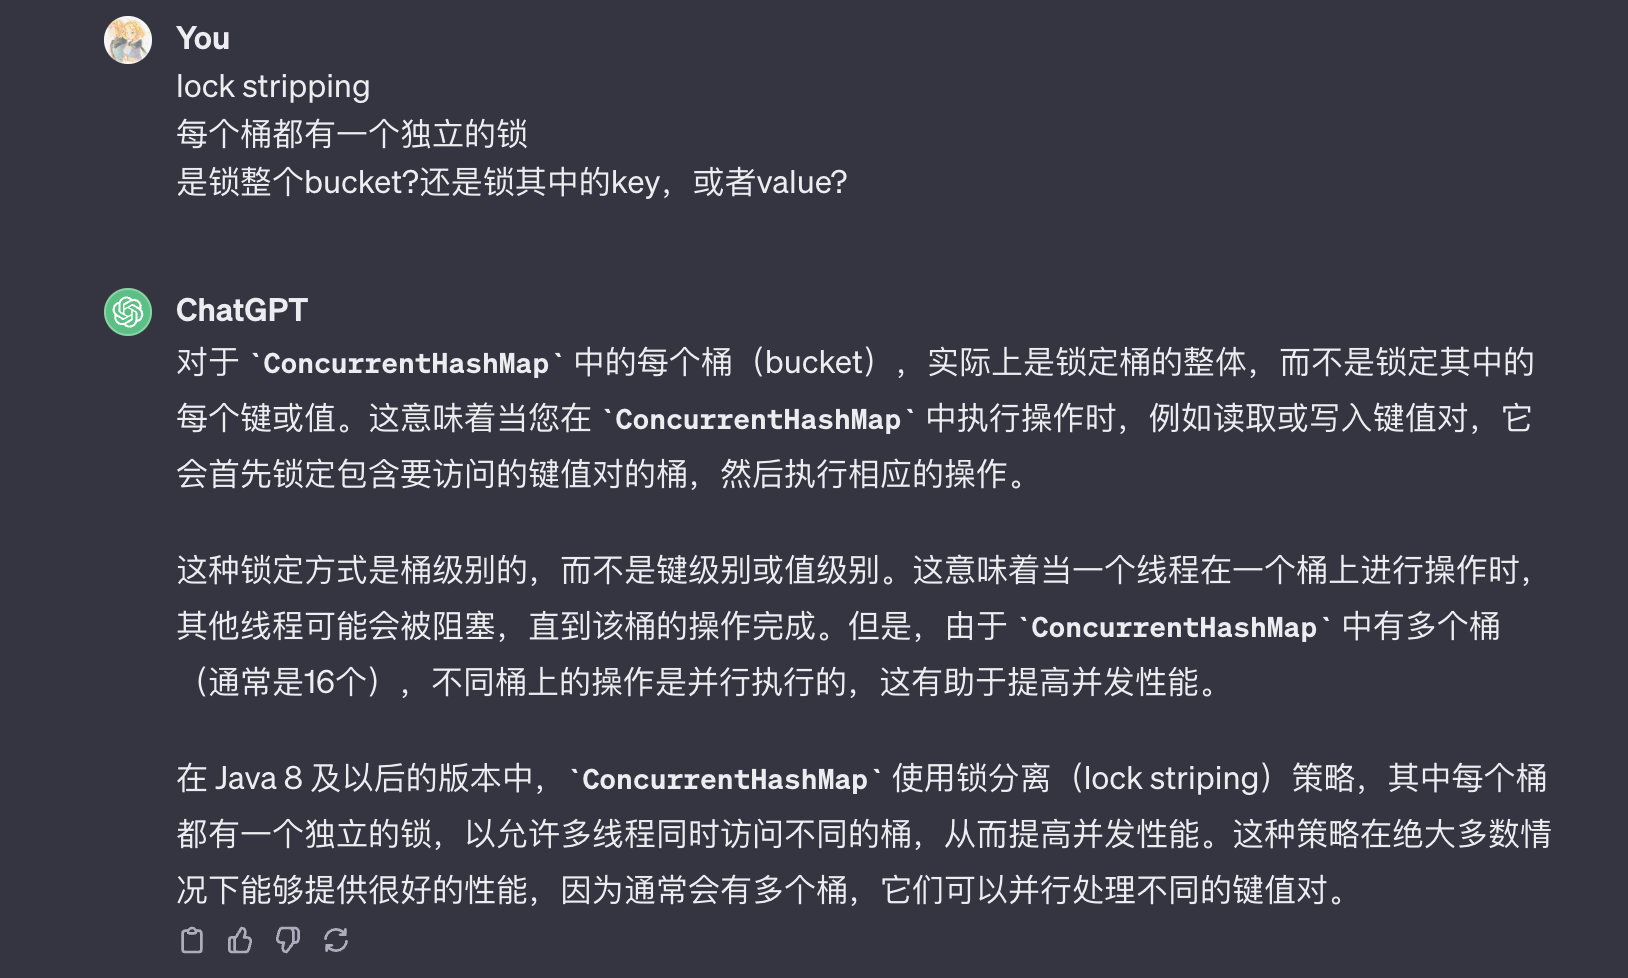 You
lock stripping
每个桶都有一个独立的锁
是锁整个bucket?还是锁其中的key，或者value?
ChatGPT
对于 `ConcurrentHashMap` 中的每个桶（bucket），实际上是锁定桶的整体，而不是锁定其中的
每个键或值。这意味着当您在 `ConcurrentHashMap` 中执行操作时，例如读取或写入键值对，它
会首先锁定包含要访问的键值对的桶，然后执行相应的操作。
这种锁定方式是桶级别的，而不是键级别或值级别。这意味着当一个线程在一个桶上进行操作时，
其他线程可能会被阻塞，直到该桶的操作完成。但是，由于 `ConcurrentHashMap` 中有多个桶
（通常是16个），不同桶上的操作是并行执行的，这有助于提高并发性能。
在 Java 8 及以后的版本中，`ConcurrentHashMap` 使用锁分离（lock striping）策略，其中每个桶
都有一个独立的锁，以允许多线程同时访问不同的桶，从而提高并发性能。这种策略在绝大多数情
况下能够提供很好的性能，因为通常会有多个桶，它们可以并行处理不同的键值对。